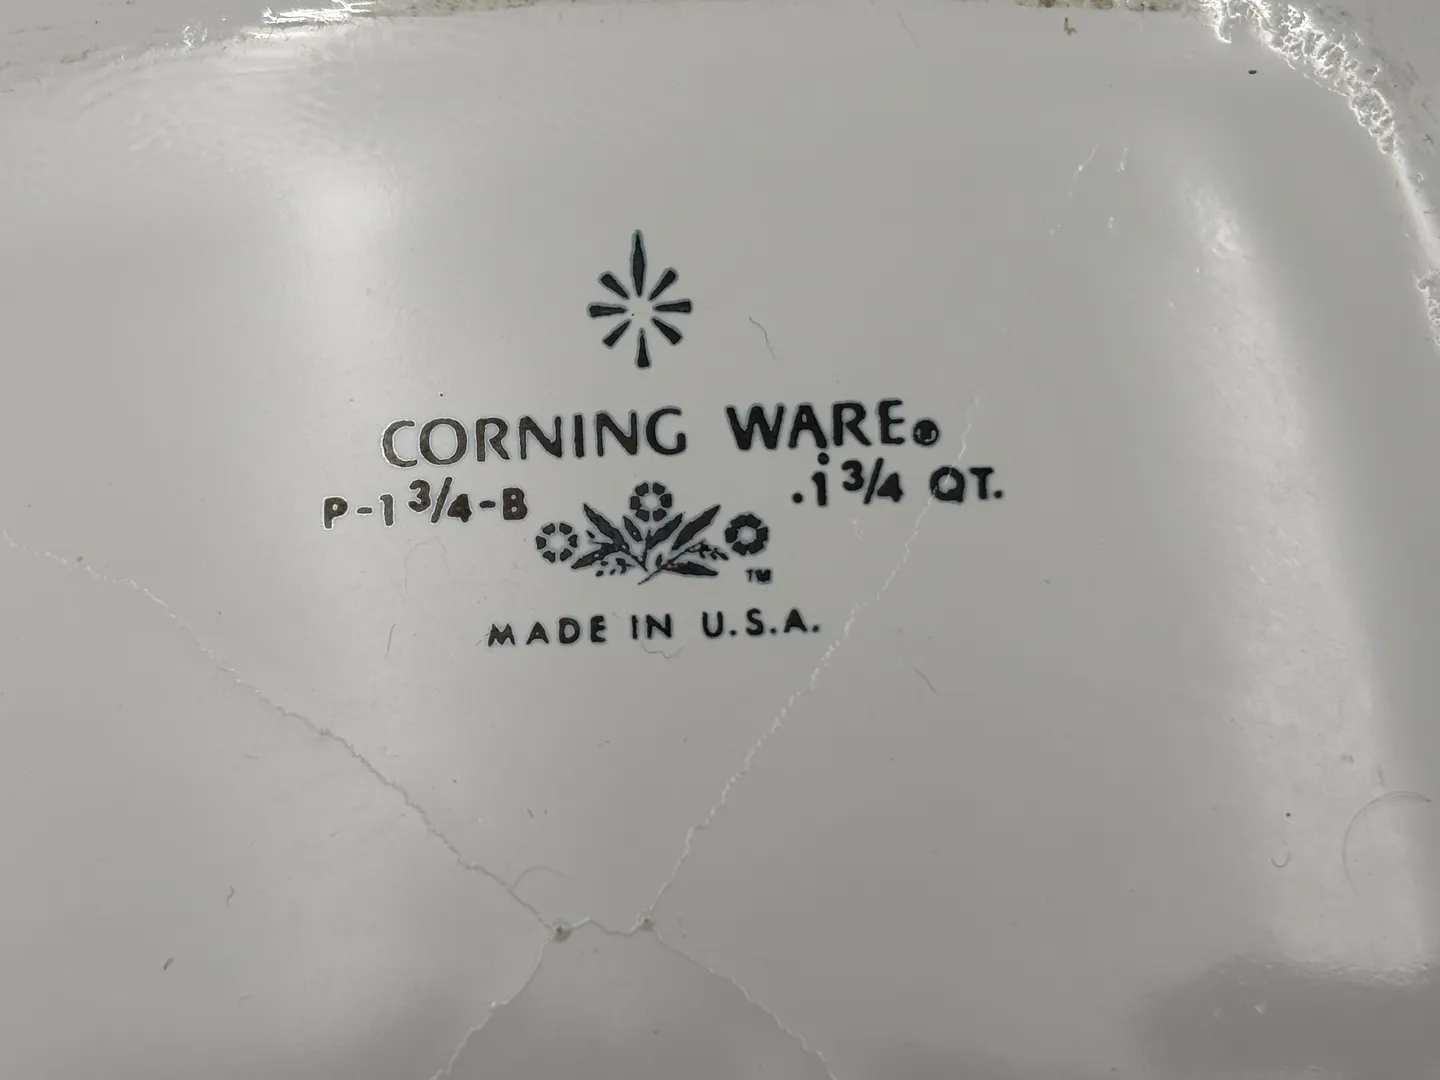 CORNING WARE®
P-1 3/4-B .1 3/4 QT.
TM
MADE IN U.S.A.